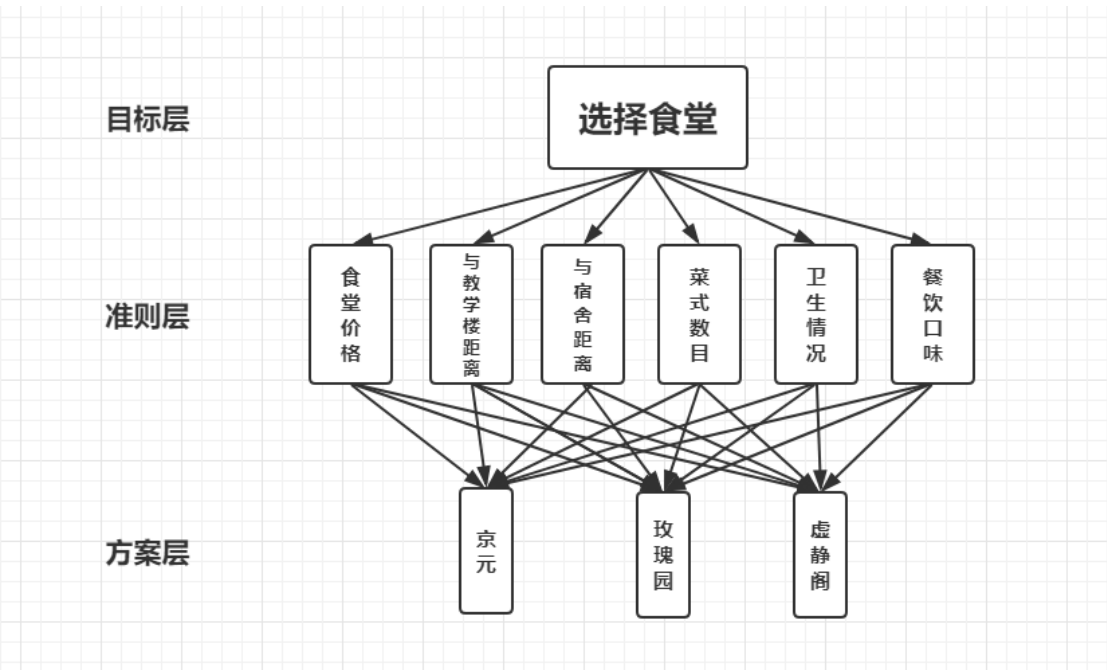 目标层
选择食堂
准则层
食堂价格
与教学楼距离
与宿舍距离
菜式数目
卫生情况
餐饮口味
方案层
京元
玫瑰园
虚静阁